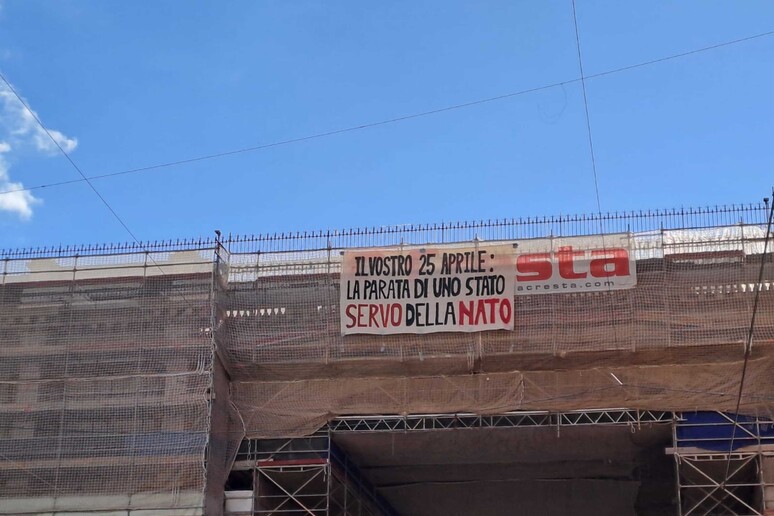 IL VOSTRO 25 APRILE:
LA PARATA DI UNO STATO
SERVO DELLA NATO
sta
acresta.com